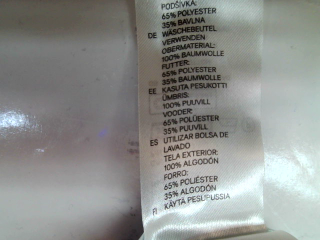 PODŠÍVKA:
65% POLYESTER
35% BAVLNA
DE WÄSCHEBEUTEL
VERWENDEN
OBERMATERIAL:
100% BAUMWOLLE
FUTTER:
65% POLYESTER
35% BAUMWOLLE
EE KASUTA PESUKOTTI
ÜMBRIS:
100% PUUVILL
VOODER:
65% POLÜESTER
35% PUUVILL
ES UTILIZAR BOLSA DE
LAVADO
TELA EXTERIOR:
100% ALGODÓN
FORRO:
65% POLIÉSTER
35% ALGODÓN
FI KÄYTÄ PESUPUSSIA